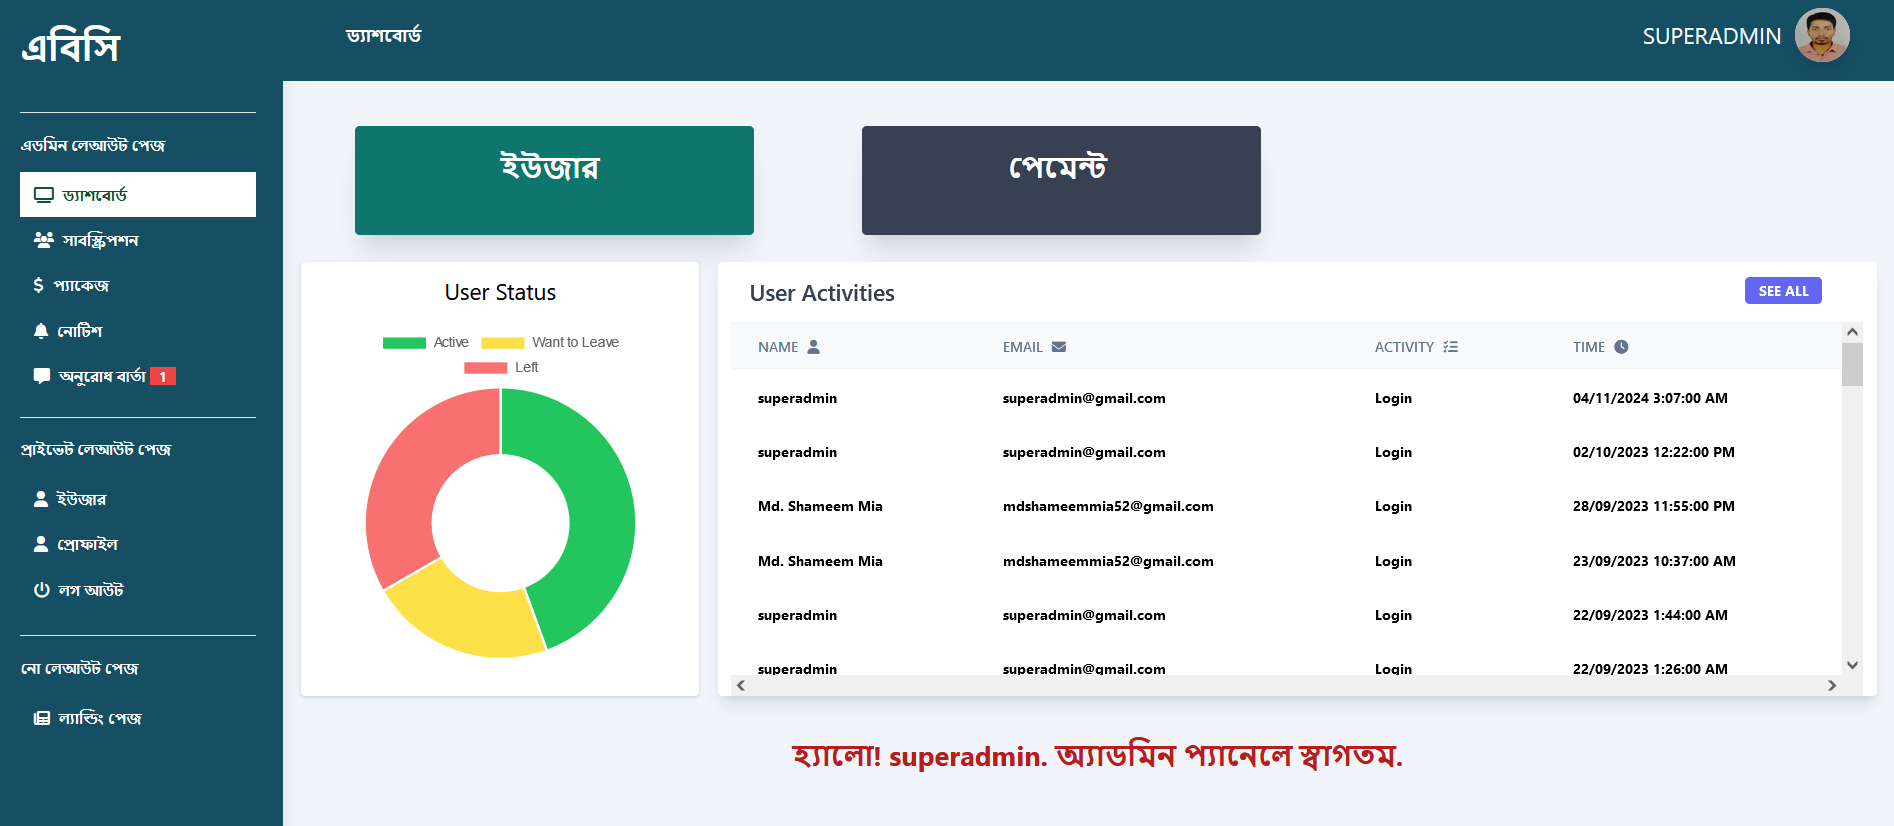 এবিসি
ড্যাশবোর্ড
SUPERADMIN
এডমিন লেআউট পেজ
ড্যাশবোর্ড
সাবস্ক্রিপশন
$ প্যাকেজ
নোটিশ
অনুরোধ বার্তা 1
প্রাইভেট লেআউট পেজ
ইউজার
প্রোফাইল
লগ আউট
নো লেআউট পেজ
ল্যান্ডিং পেজ
ইউজার
পেমেন্ট
User Status
Active Want to Leave
Left
User Activities
SEE ALL
NAME EMAIL ACTIVITY TIME
superadmin superadmin@gmail.com Login 04/11/2024 3:07:00 AM
superadmin superadmin@gmail.com Login 02/10/2023 12:22:00 PM
Md. Shameem Mia mdshameemmia52@gmail.com Login 28/09/2023 11:55:00 PM
Md. Shameem Mia mdshameemmia52@gmail.com Login 23/09/2023 10:37:00 AM
superadmin superadmin@gmail.com Login 22/09/2023 1:44:00 AM
superadmin superadmin@gmail.com Login 22/09/2023 1:26:00 AM
হ্যালো! superadmin. অ্যাডমিন প্যানেলে স্বাগতম.